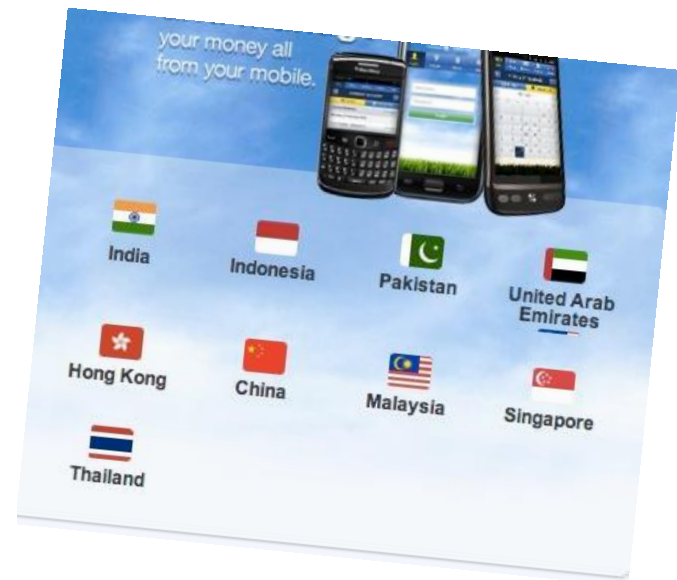 your money all
from your mobile.
India
Indonesia
Pakistan
United Arab
Emirates
Hong Kong
China
Malaysia
Singapore
Thailand